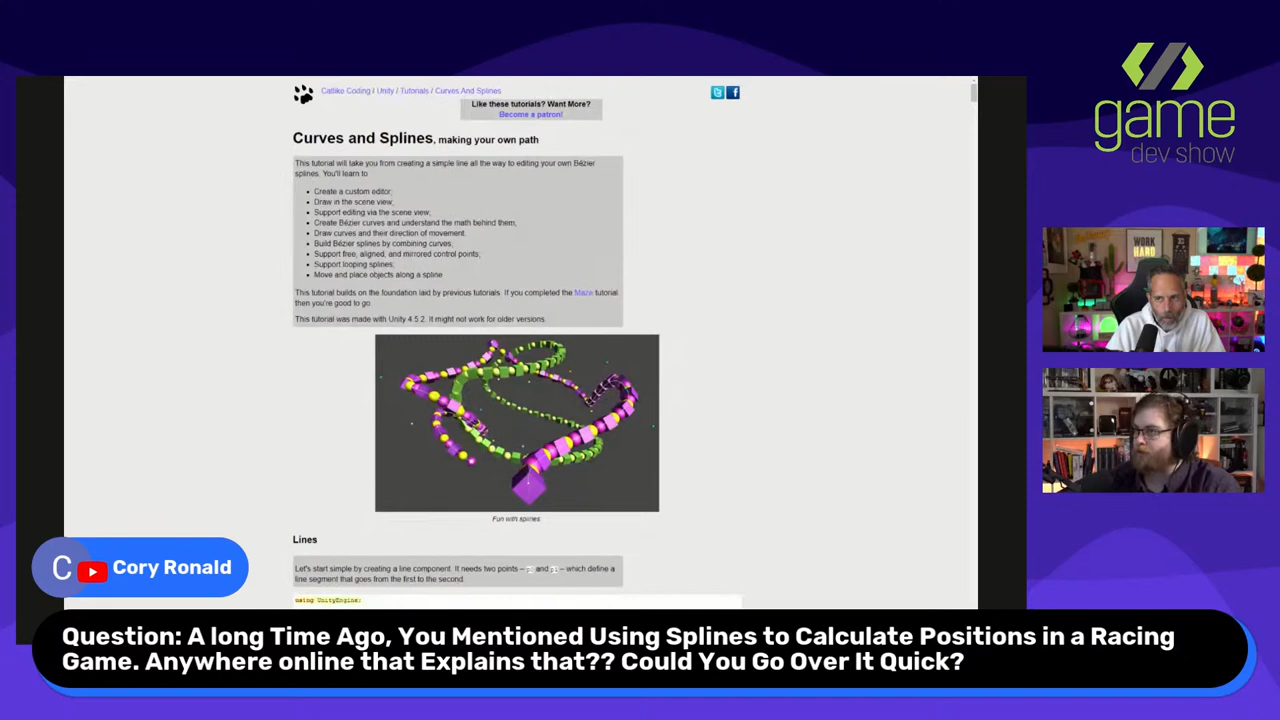 game
dev show
Catlike Coding / Unity / Tutorials / Curves And Splines
Like these tutorials? Want More?
Become a patron!
Curves and Splines, making your own path
This tutorial will take you from creating a simple line all the way to editing your own Bézier
splines. You'll learn to
Create a custom editor;
Draw in the scene view;
Support editing via the scene view;
Create Bézier curves and understand the math behind them;
Draw curves and their direction of movement.
Build Bézier splines by combining curves;
Support free, aligned, and mirrored control points;
Support looping splines;
Move and place objects along a spline
This tutorial builds on the foundation laid by previous tutorials. If you completed the Maze tutorial
then you're good to go.
This tutorial was made with Unity 4.5.2. It might not work for older versions.
WORK
HARD
Fun with splines
Lines
Let's start simple by creating a line component. It needs two points – p0 and p1 – which define a
line segment that goes from the first to the second.
using UnityEngine;
C Cory Ronald
Question: A long Time Ago, You Mentioned Using Splines to Calculate Positions in a Racing
Game. Anywhere online that Explains that?? Could You Go Over It Quick?